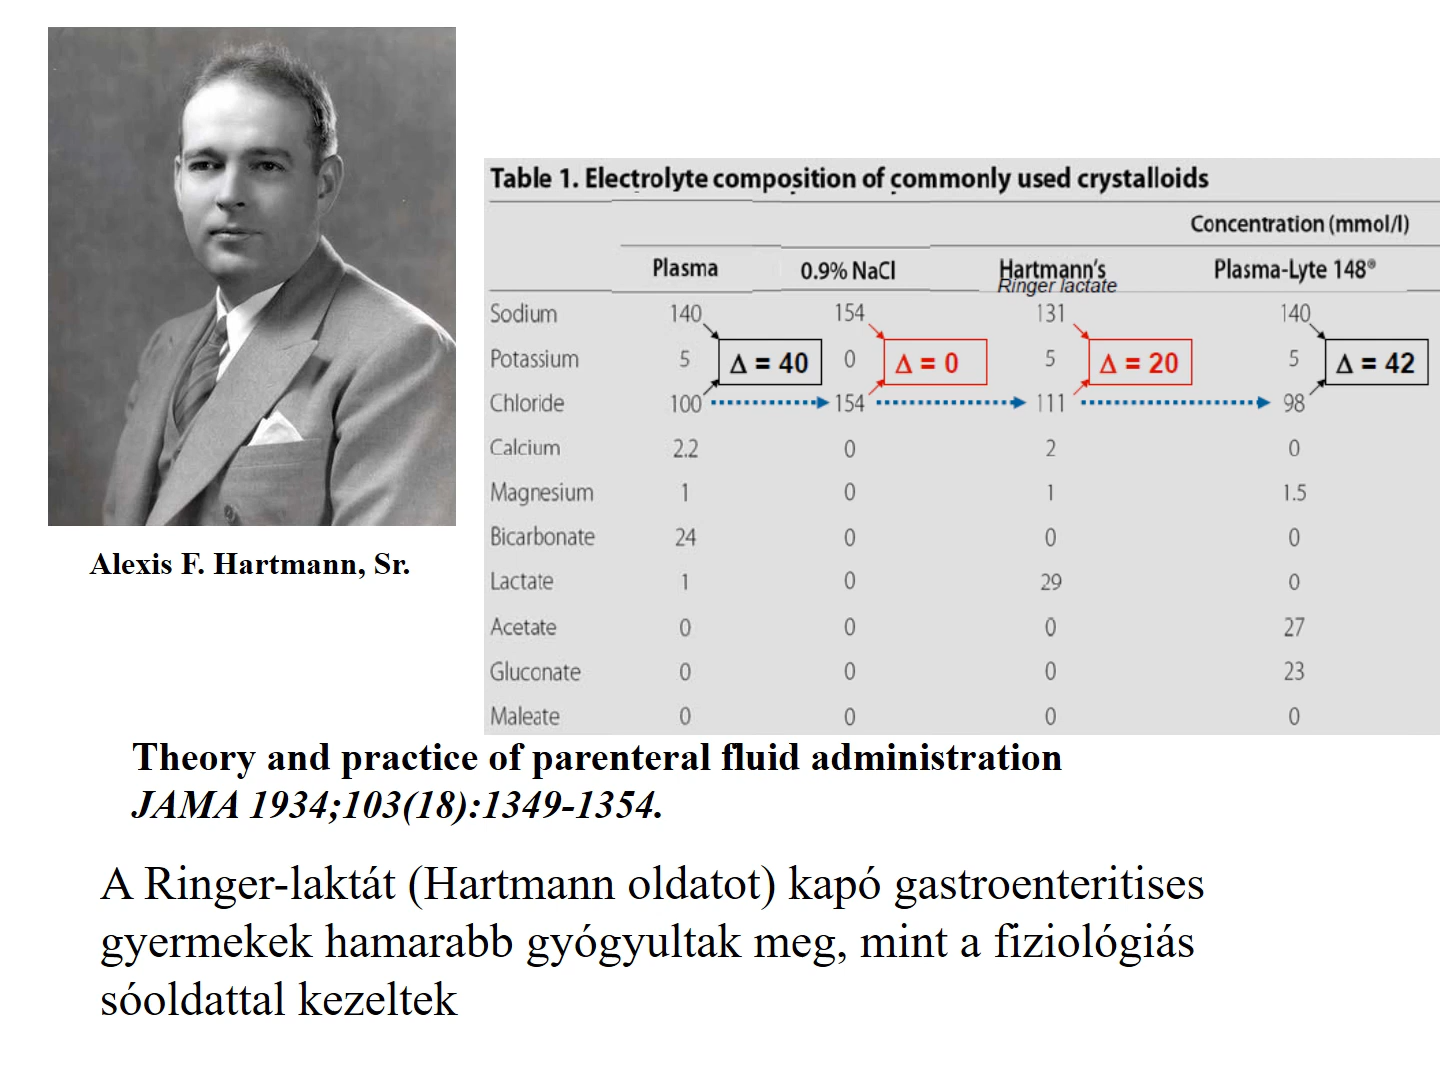 Alexis F. Hartmann, Sr.
Table 1. Electrolyte composition of commonly used crystalloids
Concentration (mmol/l)
Plasma 0.9% NaCl Hartmann's Plasma-Lyte 148®
Ringer lactate
Sodium 140 154 131 140
Potassium 5 Δ = 40 0 Δ = 0 5 Δ = 20 5 Δ = 42
Chloride 100 154 111 98
Calcium 2.2 0 2 0
Magnesium 1 0 1 1.5
Bicarbonate 24 0 0 0
Lactate 1 0 29 0
Acetate 0 0 0 27
Gluconate 0 0 0 23
Maleate 0 0 0 0
Theory and practice of parenteral fluid administration
JAMA 1934;103(18):1349-1354.
A Ringer-laktát (Hartmann oldatot) kapó gastroenteritises
gyermekek hamarabb gyógyultak meg, mint a fiziológiás
sóoldattal kezeltek